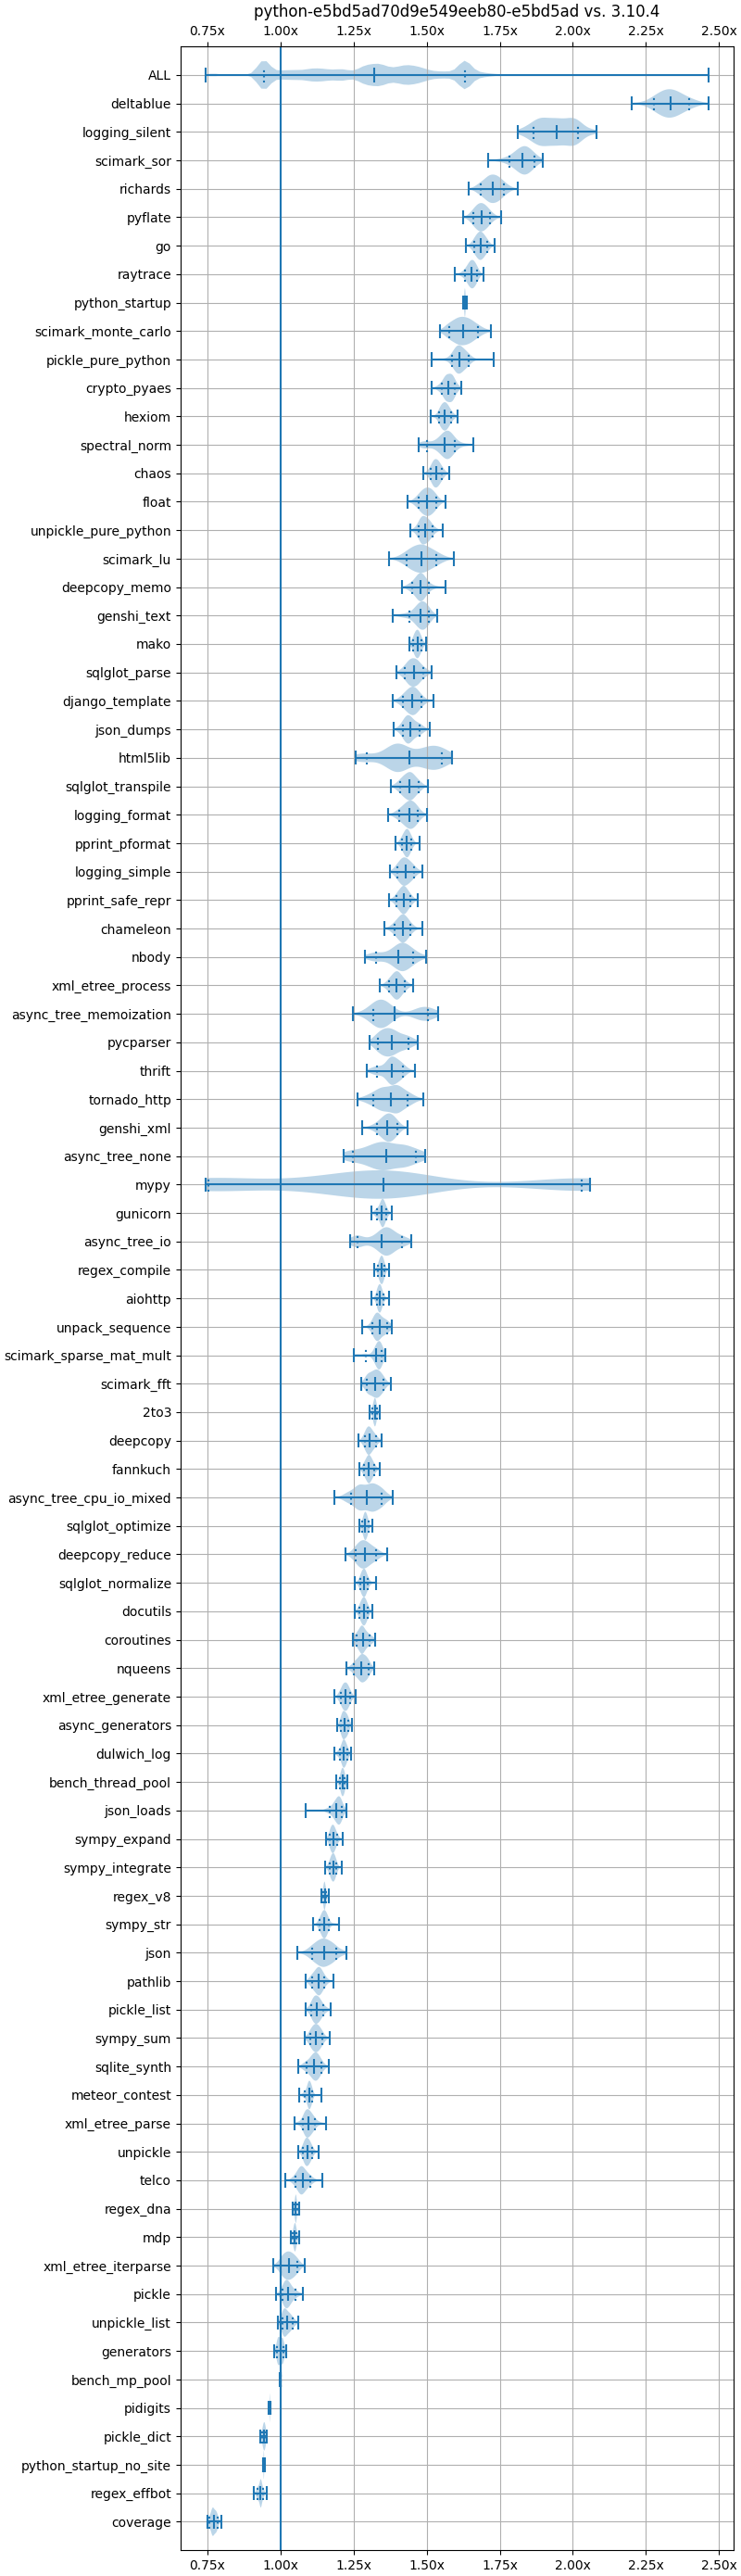 python-e5bd5ad70d9e549eeb80-e5bd5ad vs. 3.10.4
0.75x 1.00x 1.25x 1.50x 1.75x 2.00x 2.25x 2.50x
ALL
deltablue
logging_silent
scimark_sor
richards
pyflate
go
raytrace
python_startup
scimark_monte_carlo
pickle_pure_python
crypto_pyaes
hexiom
spectral_norm
chaos
float
unpickle_pure_python
scimark_lu
deepcopy_memo
genshi_text
mako
sqlglot_parse
django_template
json_dumps
html5lib
sqlglot_transpile
logging_format
pprint_pformat
logging_simple
pprint_safe_repr
chameleon
nbody
xml_etree_process
async_tree_memoization
pycparser
thrift
tornado_http
genshi_xml
async_tree_none
mypy
gunicorn
async_tree_io
regex_compile
aiohttp
unpack_sequence
scimark_sparse_mat_mult
scimark_fft
2to3
deepcopy
fannkuch
async_tree_cpu_io_mixed
sqlglot_optimize
deepcopy_reduce
sqlglot_normalize
docutils
coroutines
nqueens
xml_etree_generate
async_generators
dulwich_log
bench_thread_pool
json_loads
sympy_expand
sympy_integrate
regex_v8
sympy_str
json
pathlib
pickle_list
sympy_sum
sqlite_synth
meteor_contest
xml_etree_parse
unpickle
telco
regex_dna
mdp
xml_etree_iterparse
pickle
unpickle_list
generators
bench_mp_pool
pidigits
pickle_dict
python_startup_no_site
regex_effbot
coverage
0.75x 1.00x 1.25x 1.50x 1.75x 2.00x 2.25x 2.50x